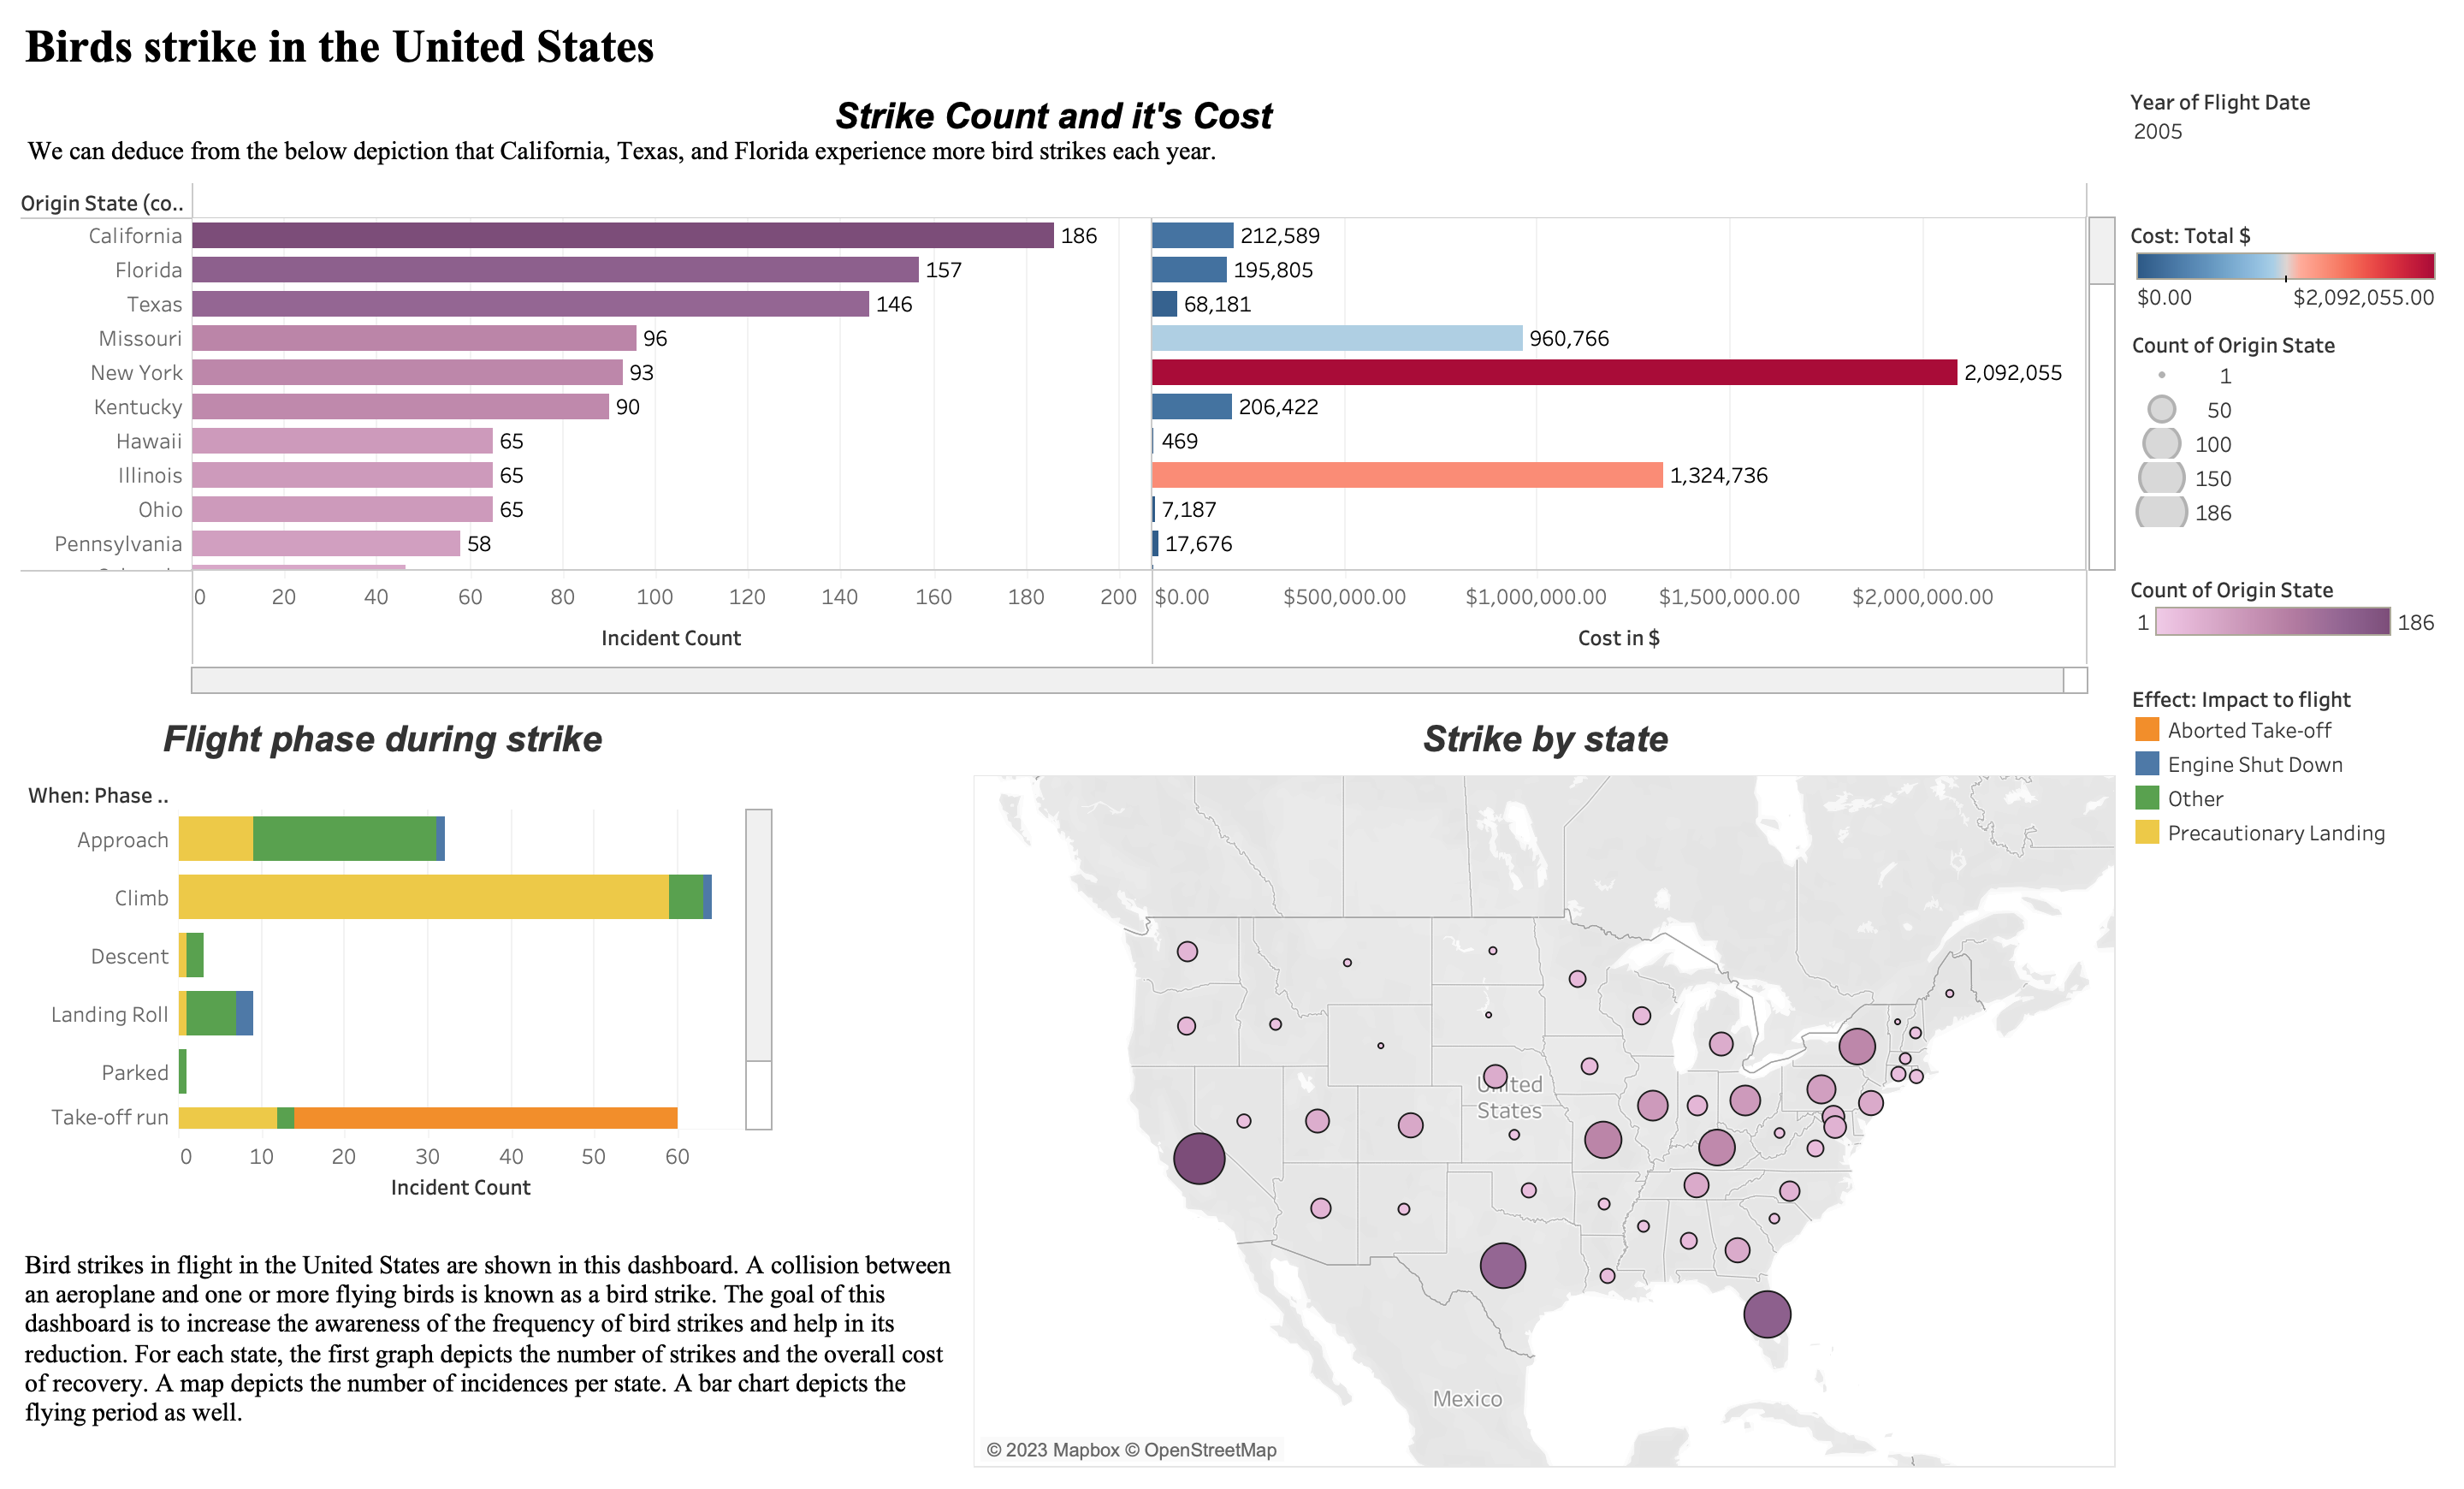 Birds strike in the United States
Strike Count and it's Cost
We can deduce from the below depiction that California, Texas, and Florida experience more bird strikes each year.
Origin State (co..
California 186 212,589
Florida 157 195,805
Texas 146 68,181
Missouri 96 960,766
New York 93 2,092,055
Kentucky 90 206,422
Hawaii 65 469
Illinois 65 1,324,736
Ohio 65 7,187
Pennsylvania 58 17,676
0 20 40 60 80 100 120 140 160 180 200 $0.00 $500,000.00 $1,000,000.00 $1,500,000.00 $2,000,000.00
Incident Count Cost in $
Year of Flight Date
2005
Cost: Total $
$0.00 $2,092,055.00
Count of Origin State
1
50
100
150
186
Count of Origin State
1 186
Effect: Impact to flight
Aborted Take-off
Engine Shut Down
Other
Precautionary Landing
Flight phase during strike
When: Phase ..
Approach
Climb
Descent
Landing Roll
Parked
Take-off run
0 10 20 30 40 50 60
Incident Count
Bird strikes in flight in the United States are shown in this dashboard. A collision between
an aeroplane and one or more flying birds is known as a bird strike. The goal of this
dashboard is to increase the awareness of the frequency of bird strikes and help in its
reduction. For each state, the first graph depicts the number of strikes and the overall cost
of recovery. A map depicts the number of incidences per state. A bar chart depicts the
flying period as well.
Strike by state
United
States
Mexico
© 2023 Mapbox © OpenStreetMap